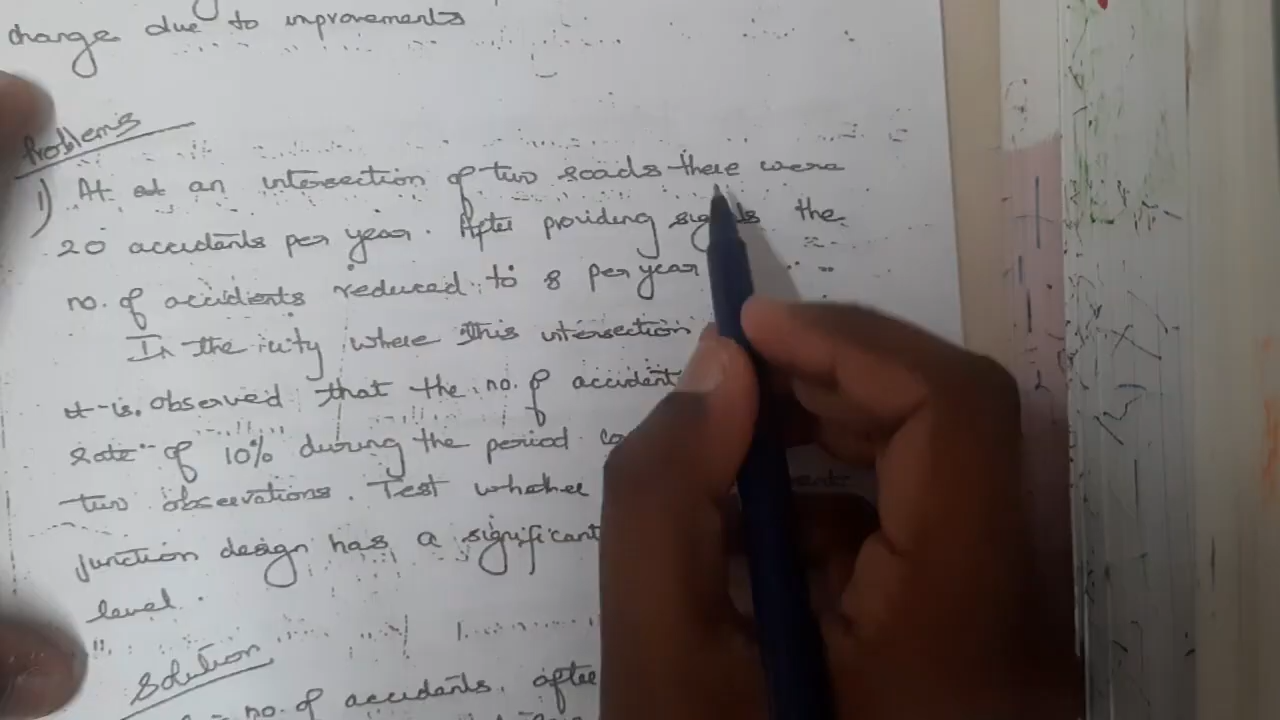 change due to improvements
Problems
1) At at an intersection of two roads there were
20 accidents per year. After providing signals the
no. of accidients reduced to 8 per year
In the city where this intersection
it is observed that the no. of accident
rate of 10% during the period
two observations. Test whether
junction design has a significant
level.
Solution
no. of accidents, after